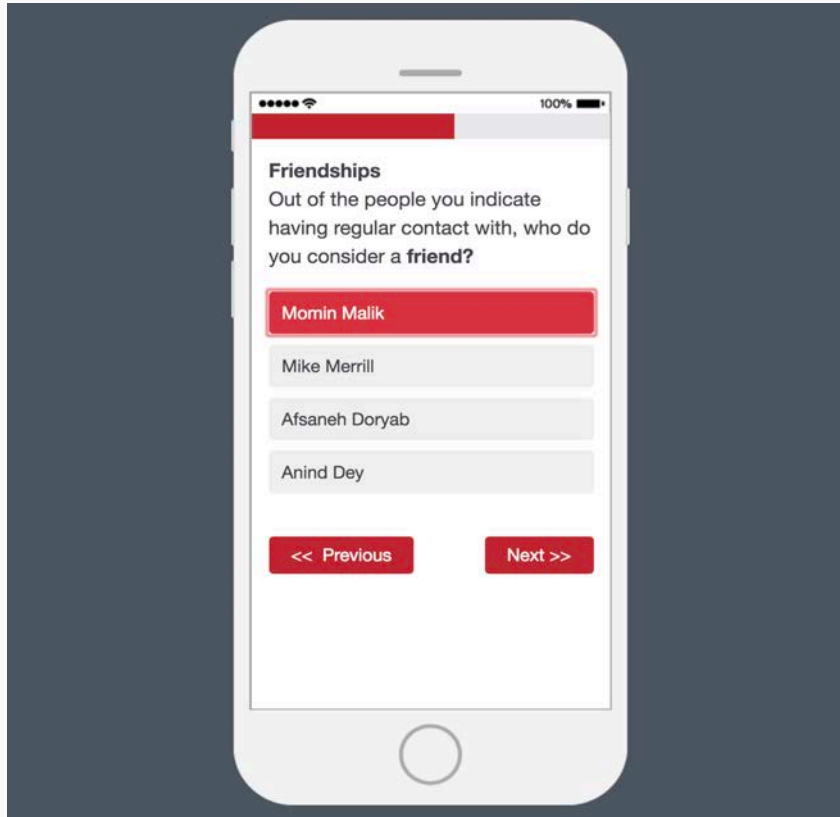 100%
Friendships
Out of the people you indicate
having regular contact with, who do
you consider a friend?
Momin Malik
Mike Merrill
Afsaneh Doryab
Anind Dey
<< Previous
Next >>